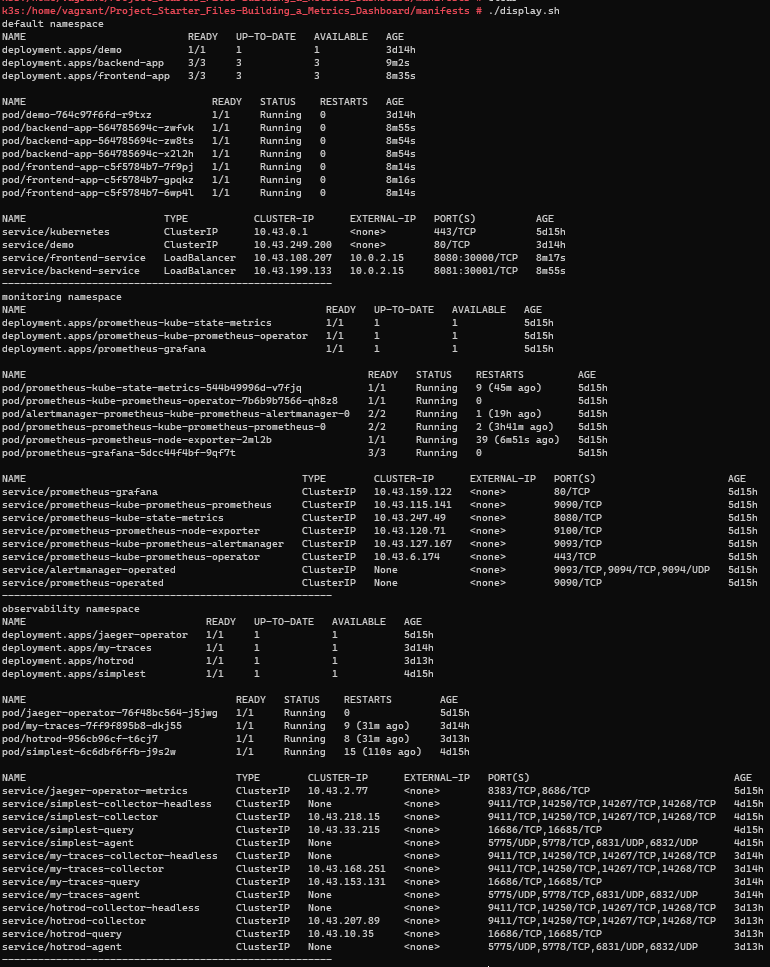 k3s:/home/vagrant/Project_Starter_Files-Building_a_Metrics_Dashboard/manifests # ./display.sh
default namespace
NAME READY UP-TO-DATE AVAILABLE AGE
deployment.apps/demo 1/1 1 1 3d14h
deployment.apps/backend-app 3/3 3 3 9m2s
deployment.apps/frontend-app 3/3 3 3 8m35s
NAME READY STATUS RESTARTS AGE
pod/demo-764c97f6fd-r9txz 1/1 Running 0 3d14h
pod/backend-app-564785694c-zwfvk 1/1 Running 0 8m55s
pod/backend-app-564785694c-zw8ts 1/1 Running 0 8m54s
pod/backend-app-564785694c-x2l2h 1/1 Running 0 8m54s
pod/frontend-app-c5f5784b7-7f9pj 1/1 Running 0 8m14s
pod/frontend-app-c5f5784b7-gpqkz 1/1 Running 0 8m16s
pod/frontend-app-c5f5784b7-6wp4l 1/1 Running 0 8m14s
NAME TYPE CLUSTER-IP EXTERNAL-IP PORT(S) AGE
service/kubernetes ClusterIP 10.43.0.1 <none> 443/TCP 5d15h
service/demo ClusterIP 10.43.249.200 <none> 80/TCP 3d14h
service/frontend-service LoadBalancer 10.43.108.207 10.0.2.15 8080:30000/TCP 8m17s
service/backend-service LoadBalancer 10.43.199.133 10.0.2.15 8081:30001/TCP 8m55s
-------------------------------------------------------
monitoring namespace
NAME READY UP-TO-DATE AVAILABLE AGE
deployment.apps/prometheus-kube-state-metrics 1/1 1 1 5d15h
deployment.apps/prometheus-kube-prometheus-operator 1/1 1 1 5d15h
deployment.apps/prometheus-grafana 1/1 1 1 5d15h
NAME READY STATUS RESTARTS AGE
pod/prometheus-kube-state-metrics-544b49996d-v7fjq 1/1 Running 9 (45m ago) 5d15h
pod/prometheus-kube-prometheus-operator-7b6b9b7566-qh8z8 1/1 Running 0 5d15h
pod/alertmanager-prometheus-kube-prometheus-alertmanager-0 2/2 Running 1 (19h ago) 5d15h
pod/prometheus-prometheus-kube-prometheus-prometheus-0 2/2 Running 2 (3h41m ago) 5d15h
pod/prometheus-prometheus-node-exporter-2ml2b 1/1 Running 39 (6m51s ago) 5d15h
pod/prometheus-grafana-5dcc44f4bf-9qf7t 3/3 Running 0 5d15h
NAME TYPE CLUSTER-IP EXTERNAL-IP PORT(S) AGE
service/prometheus-grafana ClusterIP 10.43.159.122 <none> 80/TCP 5d15h
service/prometheus-kube-prometheus-prometheus ClusterIP 10.43.115.141 <none> 9090/TCP 5d15h
service/prometheus-kube-state-metrics ClusterIP 10.43.247.49 <none> 8080/TCP 5d15h
service/prometheus-prometheus-node-exporter ClusterIP 10.43.120.71 <none> 9100/TCP 5d15h
service/prometheus-kube-prometheus-alertmanager ClusterIP 10.43.127.167 <none> 9093/TCP 5d15h
service/prometheus-kube-prometheus-operator ClusterIP 10.43.6.174 <none> 443/TCP 5d15h
service/alertmanager-operated ClusterIP None <none> 9093/TCP,9094/TCP,9094/UDP 5d15h
service/prometheus-operated ClusterIP None <none> 9090/TCP 5d15h
-------------------------------------------------------
observability namespace
NAME READY UP-TO-DATE AVAILABLE AGE
deployment.apps/jaeger-operator 1/1 1 1 5d15h
deployment.apps/my-traces 1/1 1 1 3d14h
deployment.apps/hotrod 1/1 1 1 3d13h
deployment.apps/simplest 1/1 1 1 4d15h
NAME READY STATUS RESTARTS AGE
pod/jaeger-operator-76f48bc564-j5jwg 1/1 Running 0 5d15h
pod/my-traces-7ff9f895b8-dkj55 1/1 Running 9 (31m ago) 3d14h
pod/hotrod-956cb96cf-t6cj7 1/1 Running 8 (31m ago) 3d13h
pod/simplest-6c6dbf6ffb-j9s2w 1/1 Running 15 (110s ago) 4d15h
NAME TYPE CLUSTER-IP EXTERNAL-IP PORT(S) AGE
service/jaeger-operator-metrics ClusterIP 10.43.2.77 <none> 8383/TCP,8686/TCP 5d15h
service/simplest-collector-headless ClusterIP None <none> 9411/TCP,14250/TCP,14267/TCP,14268/TCP 4d15h
service/simplest-collector ClusterIP 10.43.218.15 <none> 9411/TCP,14250/TCP,14267/TCP,14268/TCP 4d15h
service/simplest-query ClusterIP 10.43.33.215 <none> 16686/TCP,16685/TCP 4d15h
service/simplest-agent ClusterIP None <none> 5775/UDP,5778/TCP,6831/UDP,6832/UDP 4d15h
service/my-traces-collector-headless ClusterIP None <none> 9411/TCP,14250/TCP,14267/TCP,14268/TCP 3d14h
service/my-traces-collector ClusterIP 10.43.168.251 <none> 9411/TCP,14250/TCP,14267/TCP,14268/TCP 3d14h
service/my-traces-query ClusterIP 10.43.153.131 <none> 16686/TCP,16685/TCP 3d14h
service/my-traces-agent ClusterIP None <none> 5775/UDP,5778/TCP,6831/UDP,6832/UDP 3d14h
service/hotrod-collector-headless ClusterIP None <none> 9411/TCP,14250/TCP,14267/TCP,14268/TCP 3d13h
service/hotrod-collector ClusterIP 10.43.207.89 <none> 9411/TCP,14250/TCP,14267/TCP,14268/TCP 3d13h
service/hotrod-query ClusterIP 10.43.10.35 <none> 16686/TCP,16685/TCP 3d13h
service/hotrod-agent ClusterIP None <none> 5775/UDP,5778/TCP,6831/UDP,6832/UDP 3d13h
-------------------------------------------------------